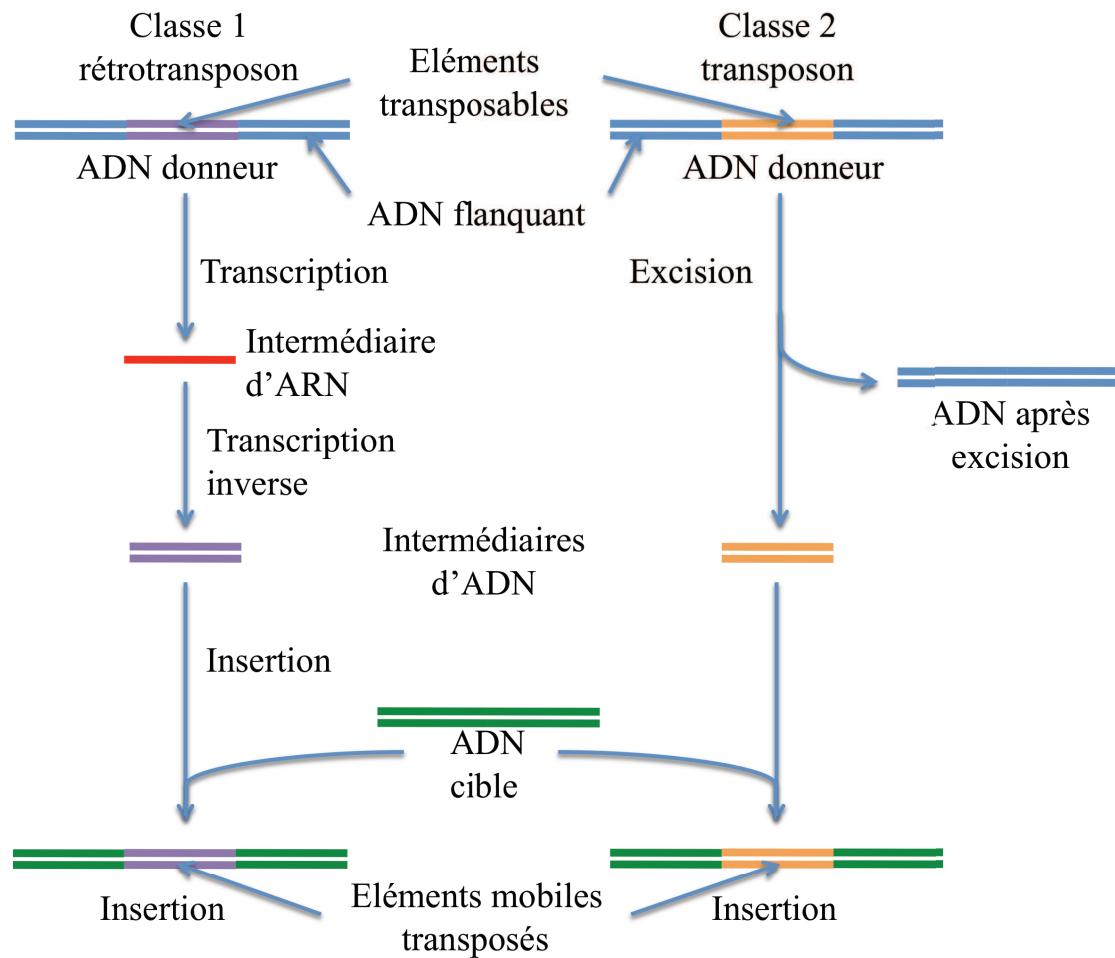 Classe 1
rétrotransposon
Eléments
transposables
Classe 2
transposon
ADN donneur
ADN donneur
ADN flanquant
Transcription
Excision
Intermédiaire
d’ARN
ADN après
excision
Transcription
inverse
Intermédiaires
d’ADN
Insertion
ADN
cible
Insertion
Eléments mobiles
transposés
Insertion